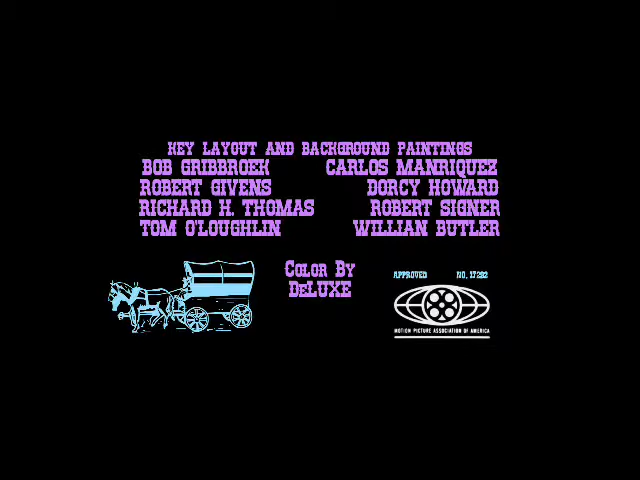 KEY LAYOUT AND BACKGROUND PAINTINGS
BOB GRIBBROEK CARLOS MANRIQUEZ
ROBERT GIVENS DORCY HOWARD
RICHARD H. THOMAS ROBERT SIGNER
TOM O'LOUGHLIN WILLIAN BUTLER
COLOR BY
DeLUXE
APPROVED NO. 17282
MOTION PICTURE ASSOCIATION OF AMERICA